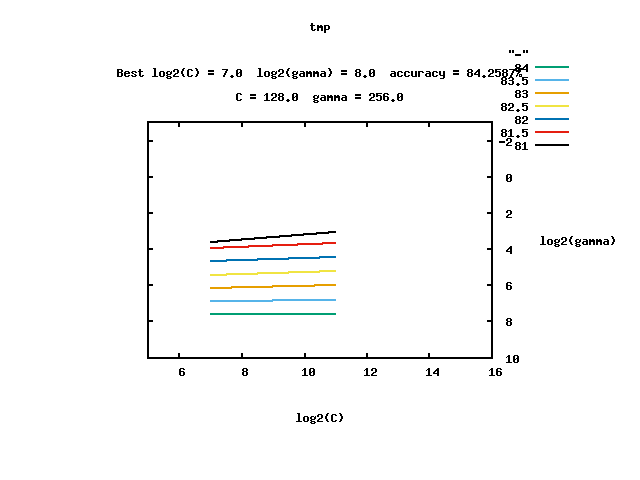 tmp
"-"
Best log2(C) = 7.0 log2(gamma) = 8.0 accuracy = 84.2587%
84
83.5
C = 128.0 gamma = 256.0
83
82.5
82
81.5
81
-2
0
2
4
log2(gamma)
6
8
10
6 8 10 12 14 16
log2(C)